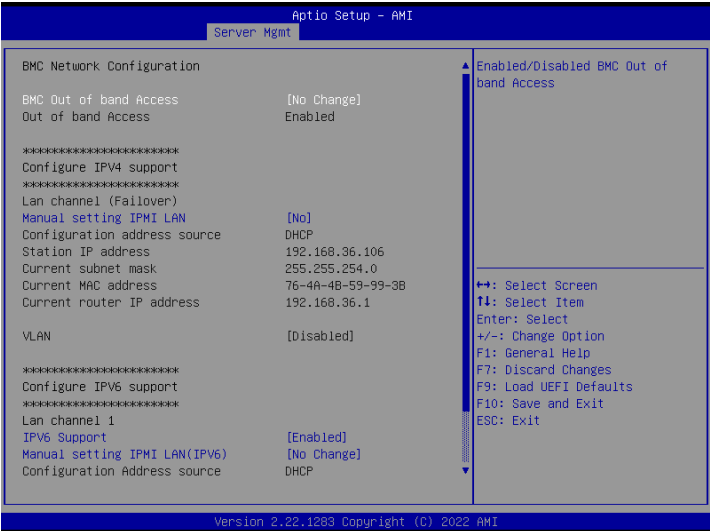 Aptio Setup – AMI
Server Mgmt
BMC Network Configuration
BMC Out of band Access [No Change]
Out of band Access Enabled
**********************
Configure IPV4 support
**********************
Lan channel (Failover)
Manual setting IPMI LAN [No]
Configuration address source DHCP
Station IP address 192.168.36.106
Current subnet mask 255.255.254.0
Current MAC address 76-4A-4B-59-99-3B
Current router IP address 192.168.36.1
VLAN [Disabled]
**********************
Configure IPV6 support
**********************
Lan channel 1
IPV6 Support [Enabled]
Manual setting IPMI LAN(IPV6) [No Change]
Configuration Address source DHCP
Enabled/Disabled BMC Out of
band Access
↔: Select Screen
↑↓: Select Item
Enter: Select
+/-: Change Option
F1: General Help
F7: Discard Changes
F9: Load UEFI Defaults
F10: Save and Exit
ESC: Exit
Version 2.22.1283 Copyright (C) 2022 AMI